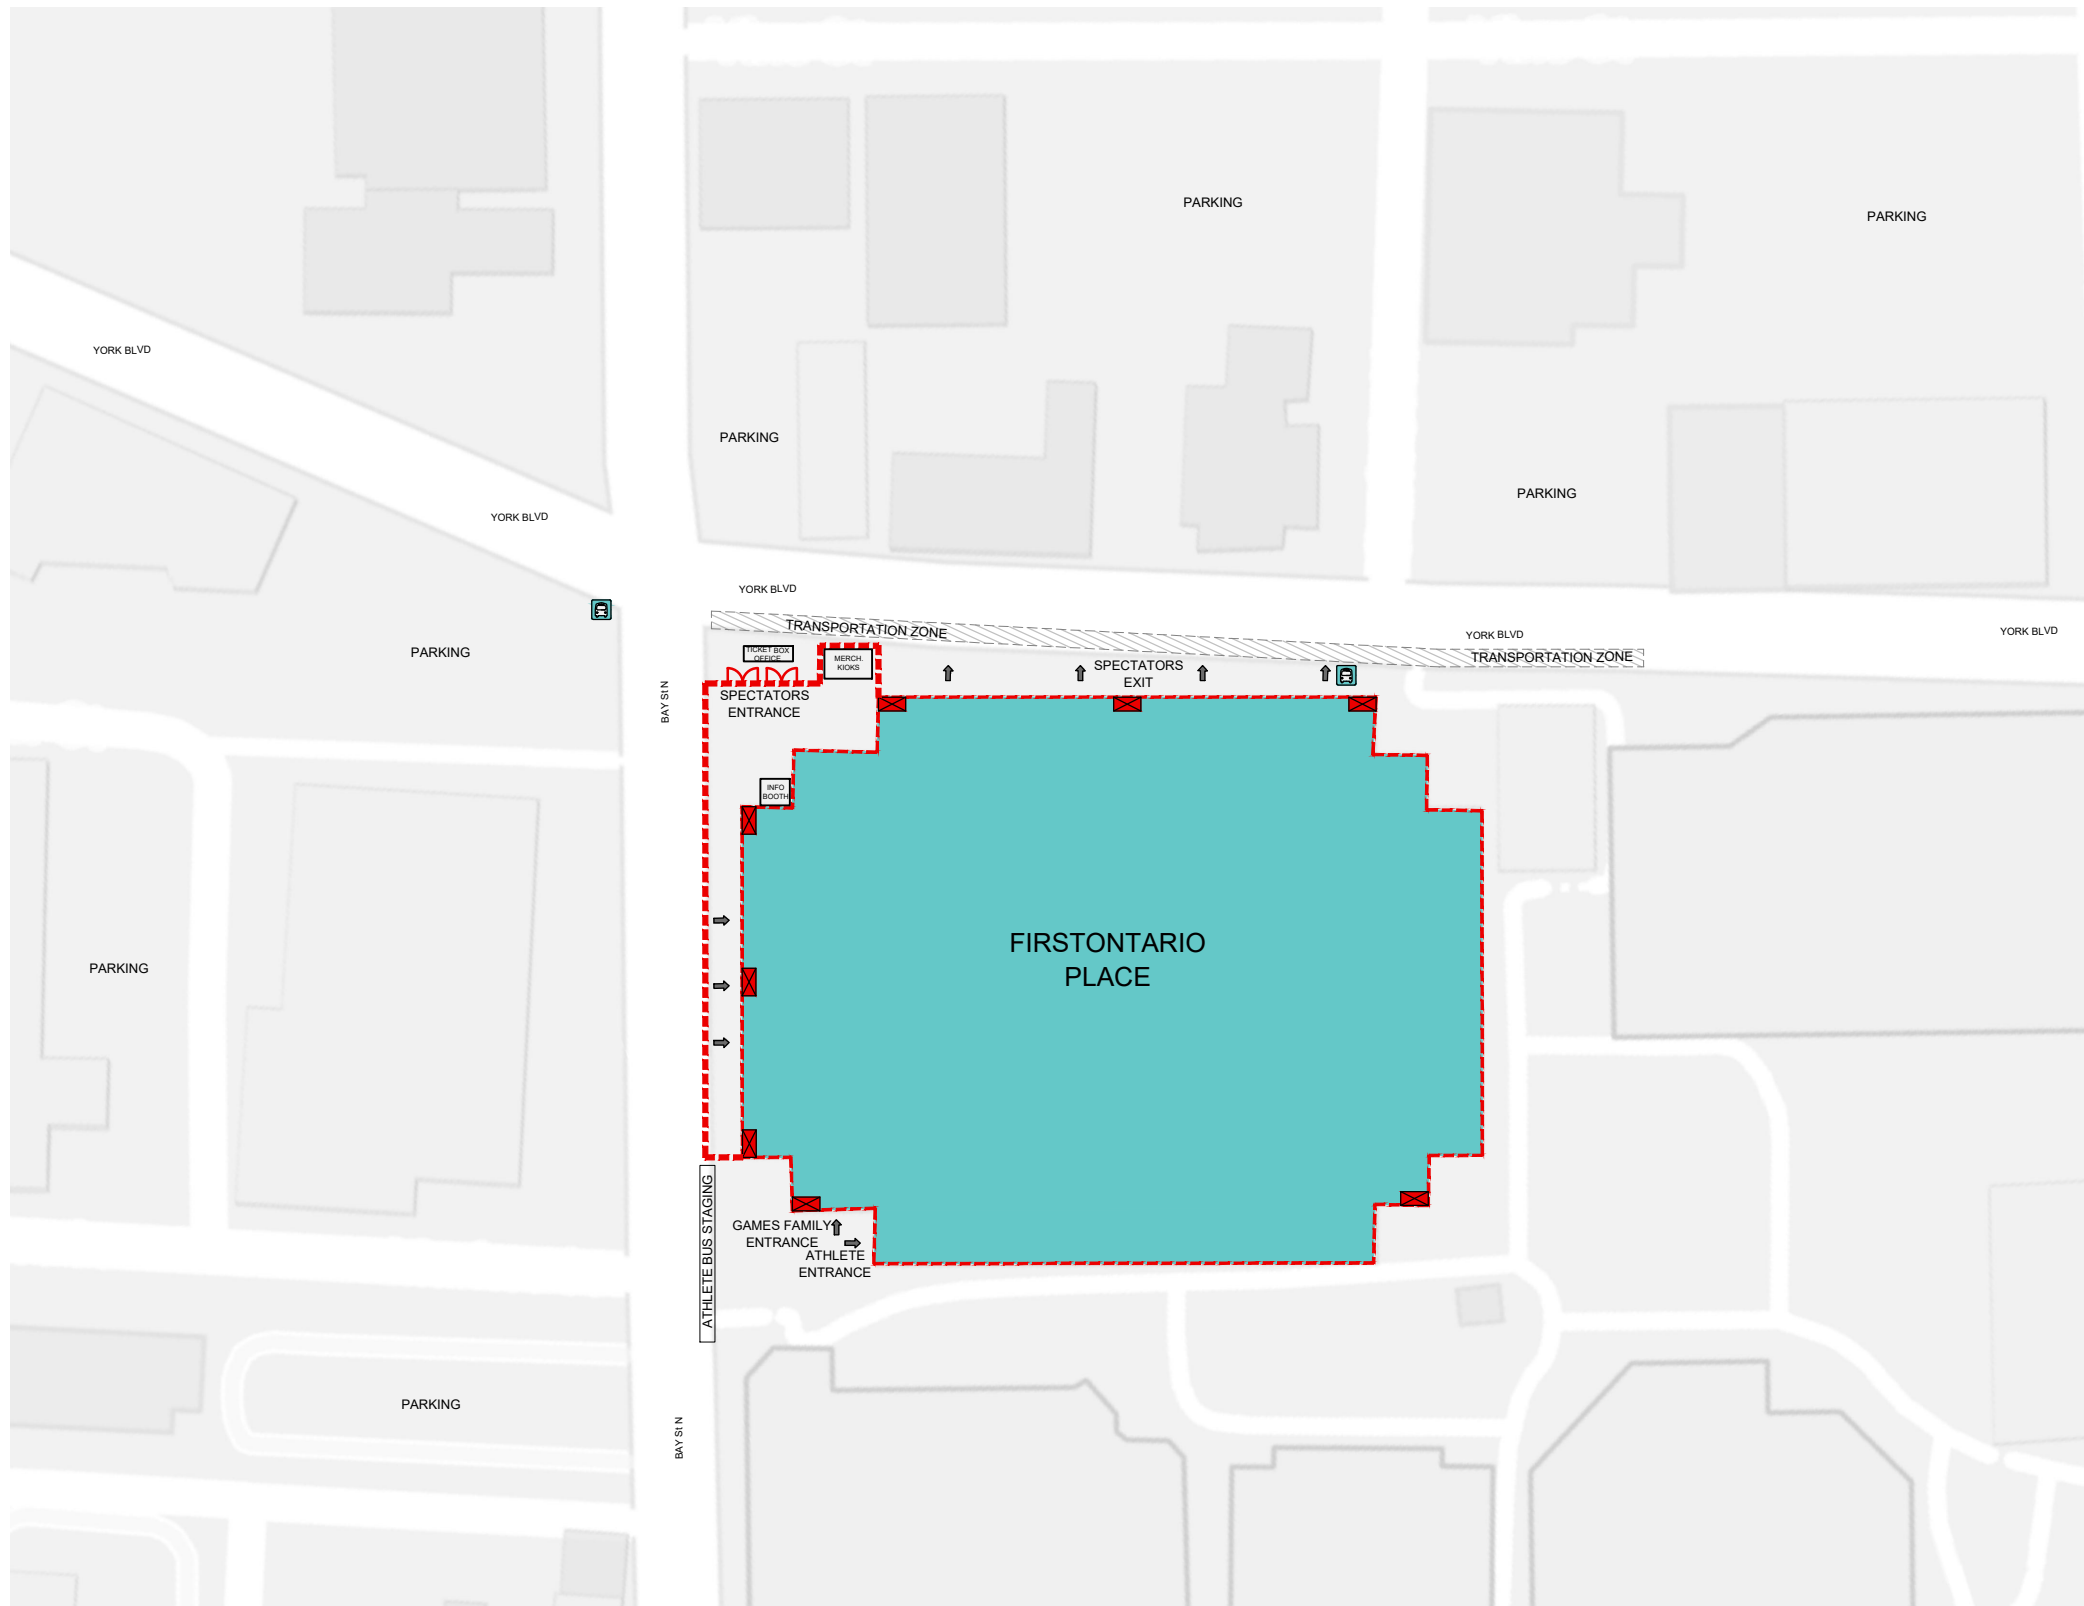 PARKING
PARKING
YORK BLVD
PARKING
PARKING
YORK BLVD
YORK BLVD
TRANSPORTATION ZONE
YORK BLVD
YORK BLVD
PARKING
TICKET BOX
OFFICE
MERCH.
KIOKS
SPECTATORS
EXIT
TRANSPORTATION ZONE
BAY St N
SPECTATORS
ENTRANCE
INFO
BOOTH
FIRSTONTARIO
PLACE
PARKING
ATHLETE BUS STAGING
GAMES FAMILY
ENTRANCE
ATHLETE
ENTRANCE
PARKING
BAY St N